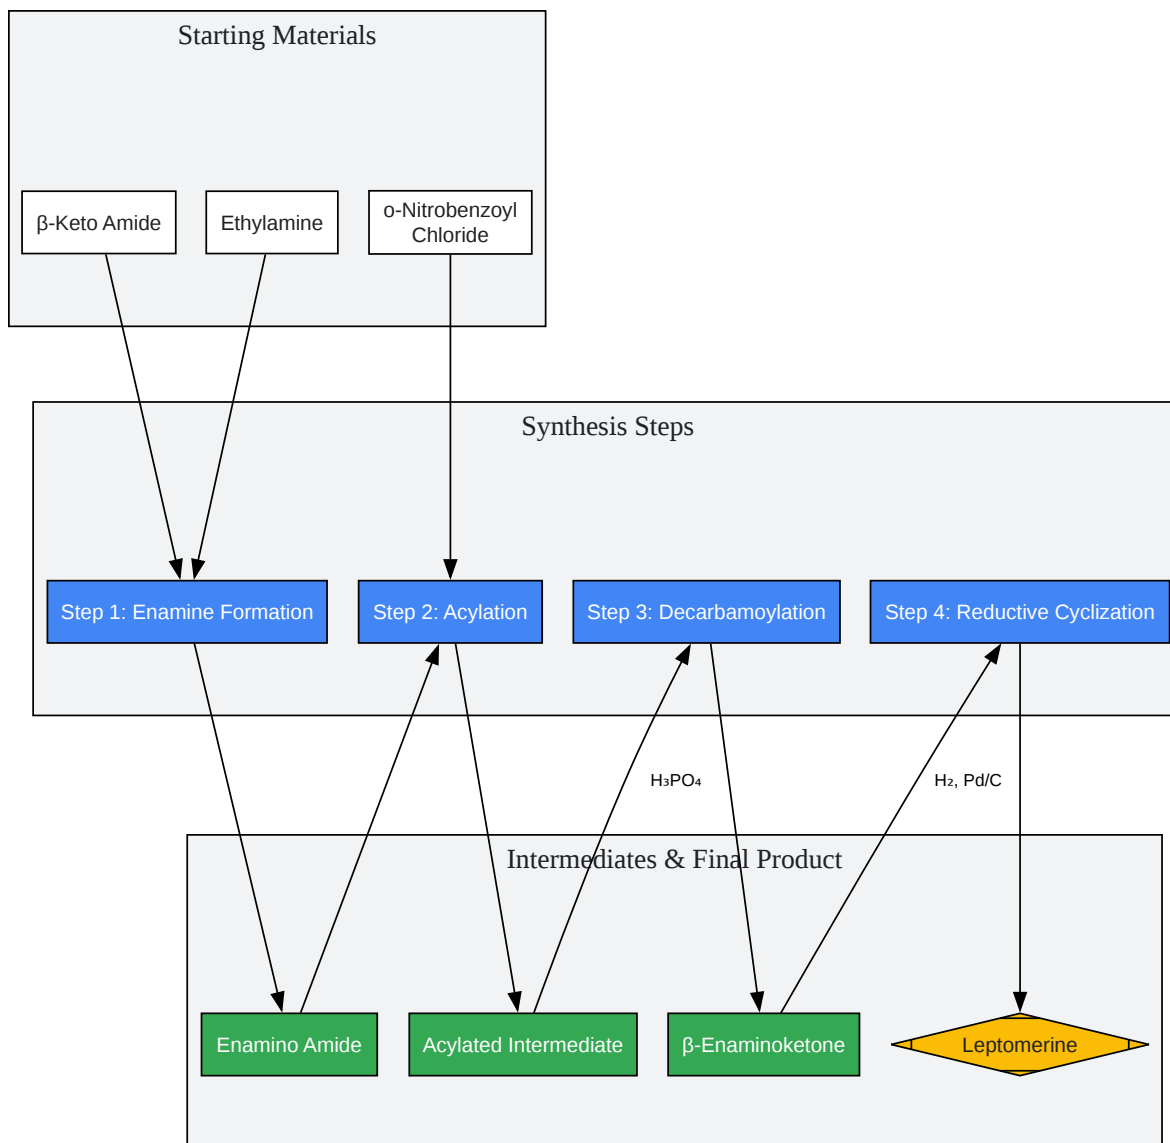 Starting Materials
β-Keto Amide
Ethylamine
o-Nitrobenzoyl
Chloride
Synthesis Steps
Step 1: Enamine Formation
Step 2: Acylation
Step 3: Decarbamoylation
Step 4: Reductive Cyclization
H₃PO₄
H₂, Pd/C
Intermediates & Final Product
Enamino Amide
Acylated Intermediate
β-Enaminoketone
Leptomerine